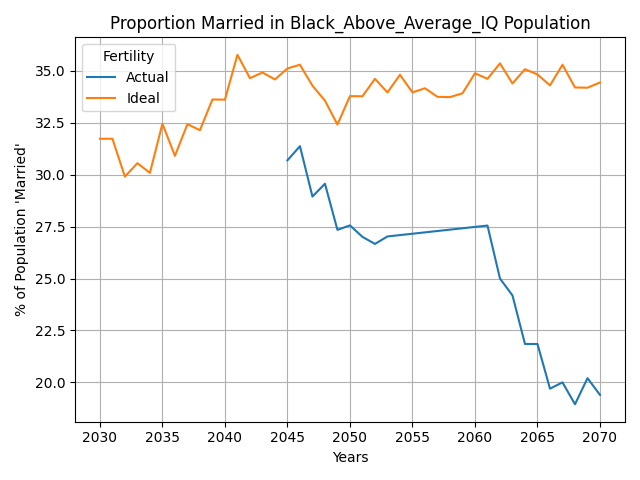 Proportion Married in Black_Above_Average_IQ Population
Fertility
Actual
Ideal
% of Population 'Married'
35.0
32.5
30.0
27.5
25.0
22.5
20.0
2030 2035 2040 2045 2050 2055 2060 2065 2070
Years